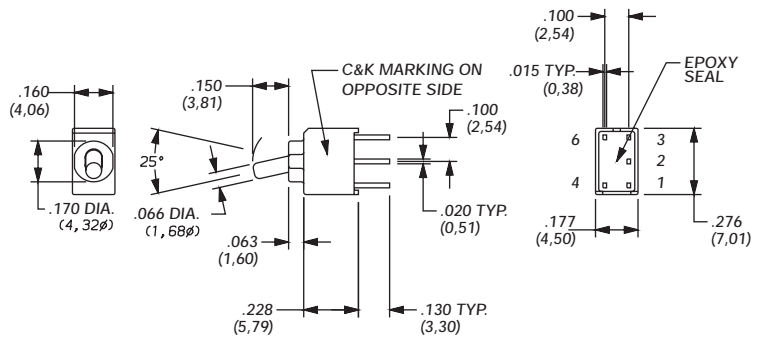 .160
(4,06)
.170 DIA.
(4,32ø)
25°
.150
(3,81)
.066 DIA.
(1,68ø)
.063
(1,60)
C&K MARKING ON
OPPOSITE SIDE
.100
(2,54)
.020 TYP.
(0,51)
.228
(5,79)
.130 TYP.
(3,30)
.100
(2,54)
.015 TYP.
(0,38)
EPOXY
SEAL
6 3
2
4 1
.177
(4,50)
.276
(7,01)